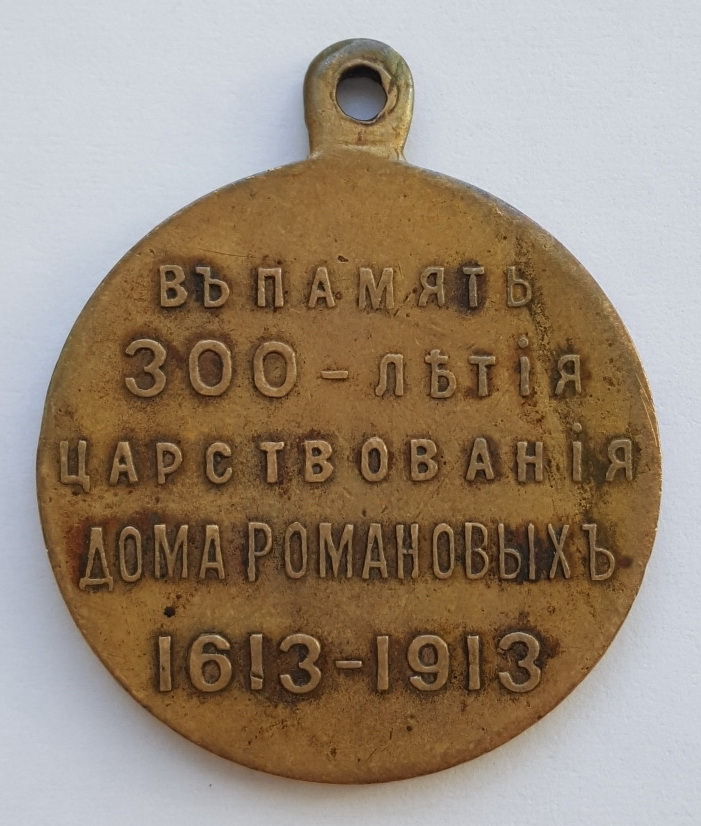 ВЪ ПАМЯТЬ
300-ЛѢТІЯ
ЦАРСТВОВАНІЯ
ДОМА РОМАНОВЫХЪ
1613-1913